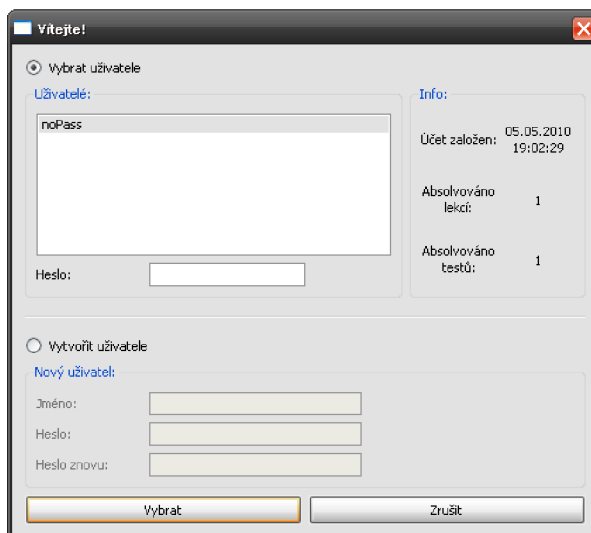 Vítejte!
Vybrat uživatele
Uživatelé:
noPass
Heslo:
Info:
Účet založen:
05.05.2010
19:02:29
Absolvováno
lekcí:
1
Absolvováno
testů:
1
Vytvořit uživatele
Nový uživatel:
Jméno:
Heslo:
Heslo znovu:
Vybrat
Zrušit